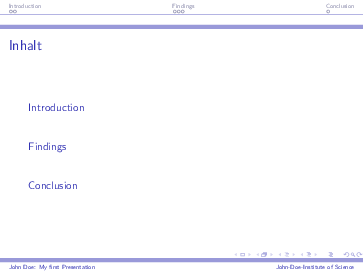 Introduction
Findings
Conclusion
Inhalt
Introduction
Findings
Conclusion
John Doe: My first Presentation
John-Doe-Institute of Science